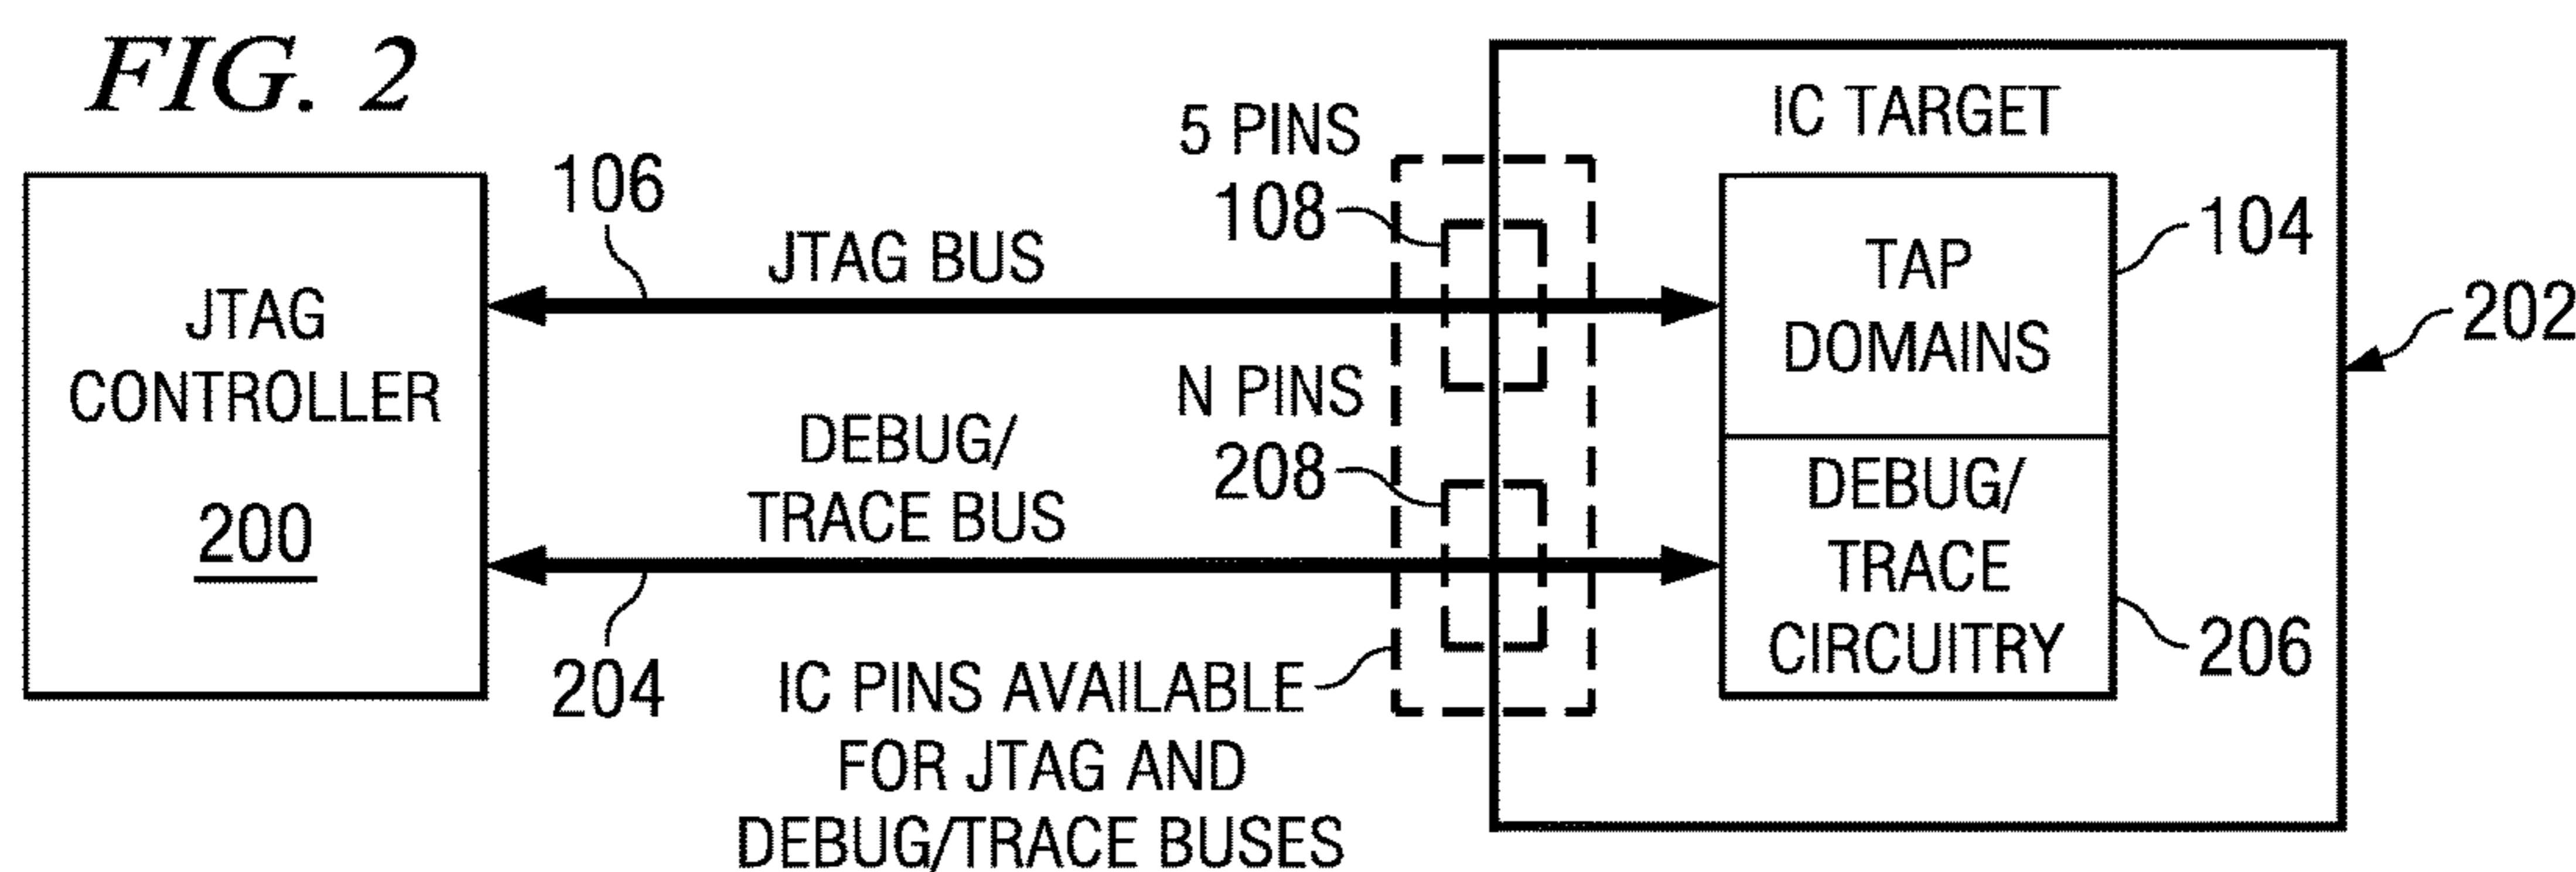 FIG. 2
JTAG
CONTROLLER
200
106
JTAG BUS
DEBUG/
TRACE BUS
204
5 PINS
108
N PINS
208
IC PINS AVAILABLE
FOR JTAG AND
DEBUG/TRACE BUSES
IC TARGET
TAP
DOMAINS
104
DEBUG/
TRACE
CIRCUITRY
206
202